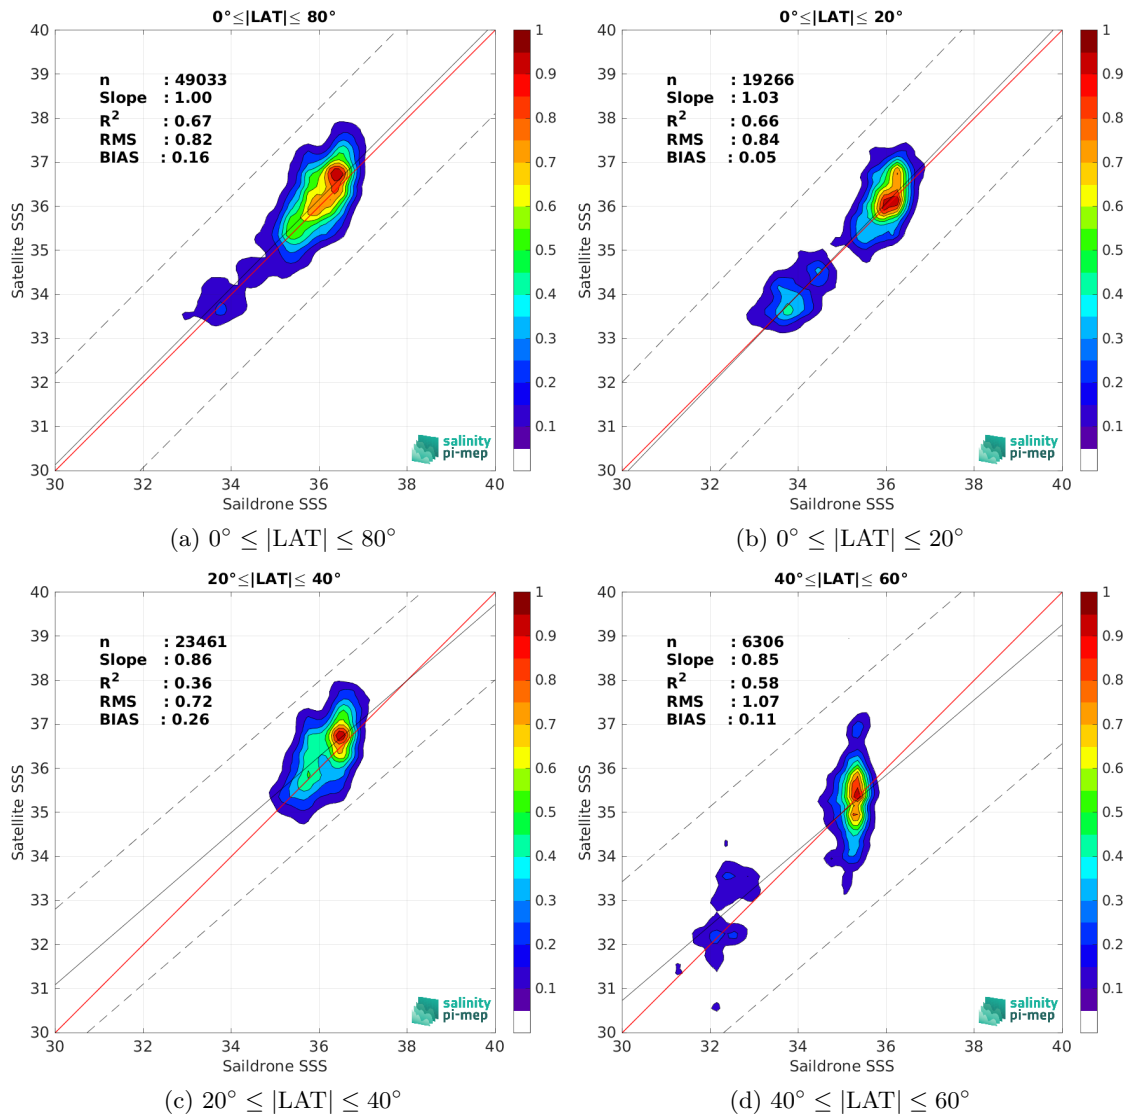 0°≤|LAT|≤ 80°
40
39
38
37
36
35
34
33
32
31
30
Satellite SSS
n : 49033
Slope : 1.00
R² : 0.67
RMS : 0.82
BIAS : 0.16
salinity
pi-mep
30 32 34 36 38 40
Saildrone SSS
1
0.9
0.8
0.7
0.6
0.5
0.4
0.3
0.2
0.1
(a) 0° ≤ |LAT| ≤ 80°
0°≤|LAT|≤ 20°
40
39
38
37
36
35
34
33
32
31
30
Satellite SSS
n : 19266
Slope : 1.03
R² : 0.66
RMS : 0.84
BIAS : 0.05
salinity
pi-mep
30 32 34 36 38 40
Saildrone SSS
1
0.9
0.8
0.7
0.6
0.5
0.4
0.3
0.2
0.1
(b) 0° ≤ |LAT| ≤ 20°
20°≤|LAT|≤ 40°
40
39
38
37
36
35
34
33
32
31
30
Satellite SSS
n : 23461
Slope : 0.86
R² : 0.36
RMS : 0.72
BIAS : 0.26
salinity
pi-mep
30 32 34 36 38 40
Saildrone SSS
1
0.9
0.8
0.7
0.6
0.5
0.4
0.3
0.2
0.1
(c) 20° ≤ |LAT| ≤ 40°
40°≤|LAT|≤ 60°
40
39
38
37
36
35
34
33
32
31
30
Satellite SSS
n : 6306
Slope : 0.85
R² : 0.58
RMS : 1.07
BIAS : 0.11
salinity
pi-mep
30 32 34 36 38 40
Saildrone SSS
1
0.9
0.8
0.7
0.6
0.5
0.4
0.3
0.2
0.1
(d) 40° ≤ |LAT| ≤ 60°